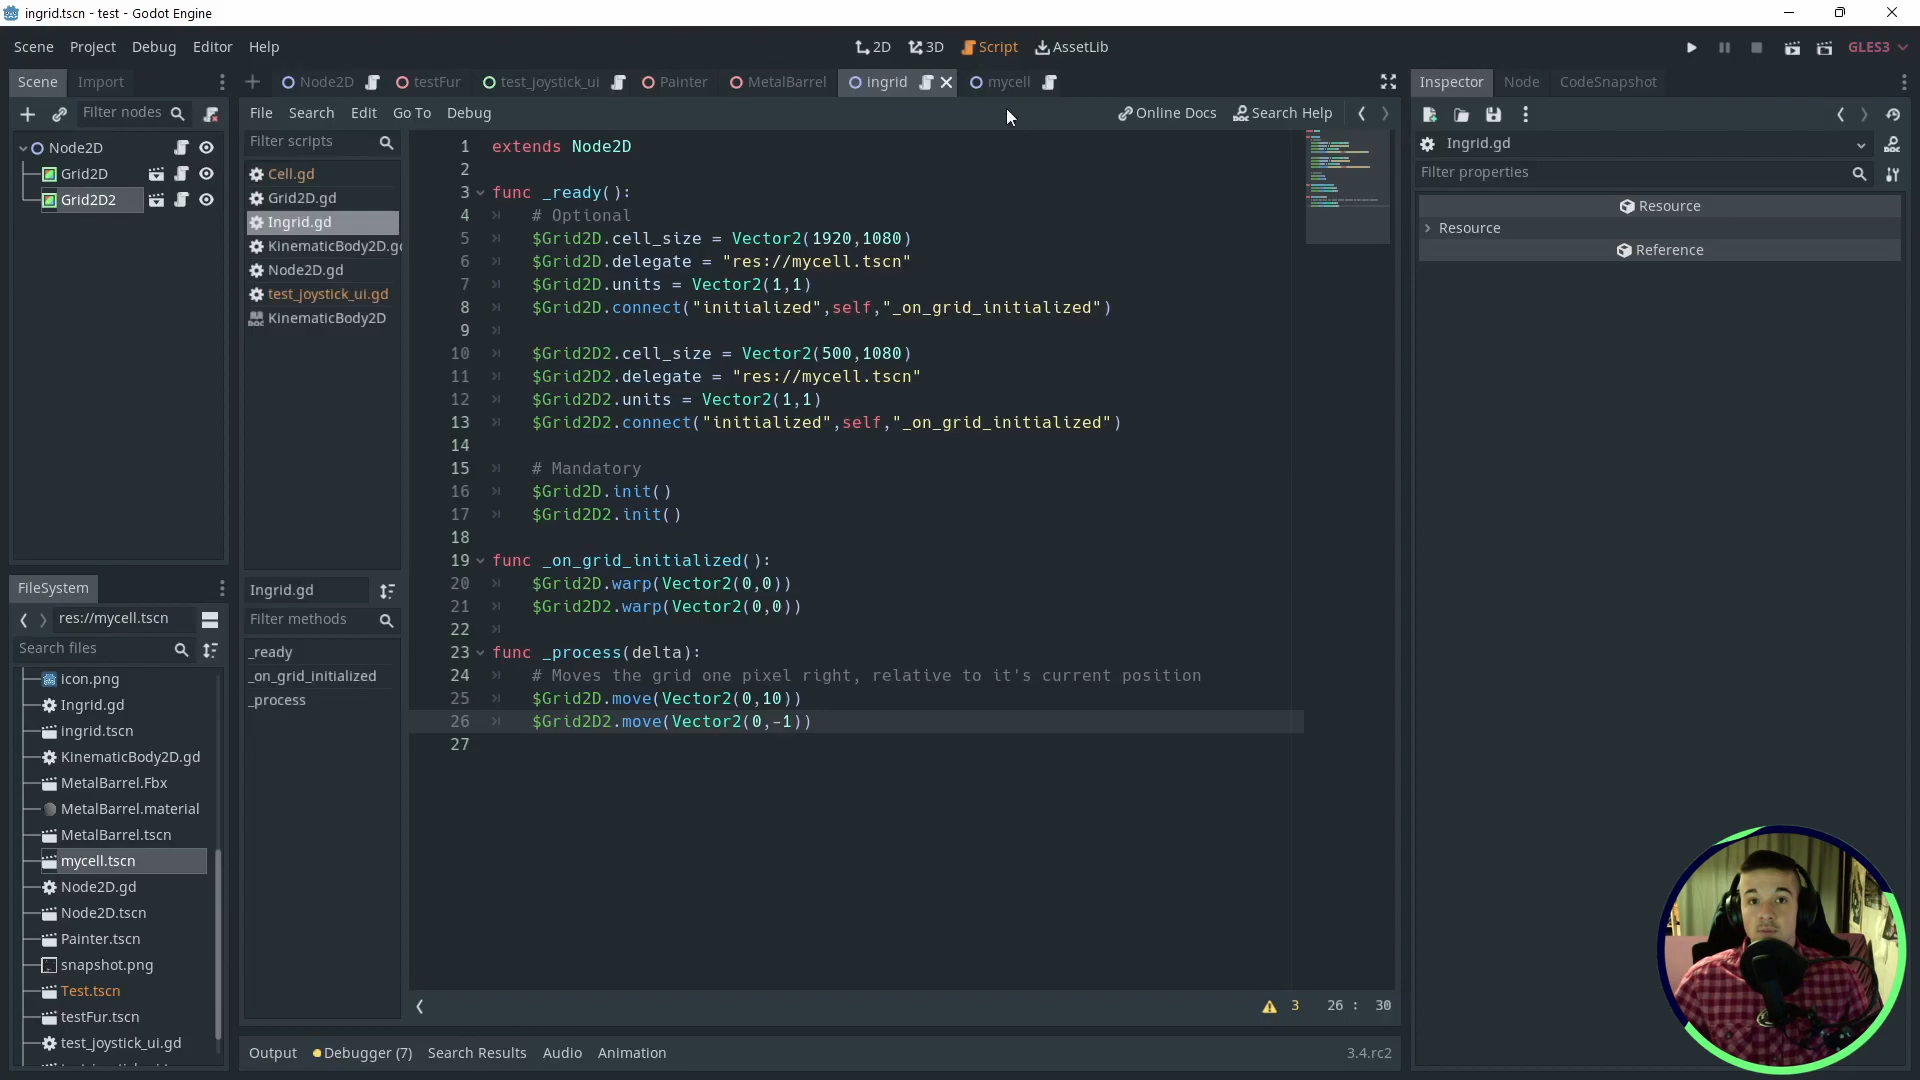 ingrid.tscn - test - Godot Engine
Scene Project Debug Editor Help
2D 3D Script AssetLib
GLES3
Scene Import
Filter nodes
Node2D
Grid2D
Grid2D2
FileSystem
res://mycell.tscn
Search files
icon.png
Ingrid.gd
ingrid.tscn
KinematicBody2D.gd
MetalBarrel.Fbx
MetalBarrel.material
MetalBarrel.tscn
mycell.tscn
Node2D.gd
Node2D.tscn
Painter.tscn
snapshot.png
Test.tscn
testFur.tscn
test_joystick_ui.gd
Node2D testFur test_joystick_ui Painter MetalBarrel ingrid mycell
File Search Edit Go To Debug
Online Docs Search Help
Filter scripts
Cell.gd
Grid2D.gd
Ingrid.gd
KinematicBody2D.gd
Node2D.gd
test_joystick_ui.gd
KinematicBody2D
Ingrid.gd
Filter methods
_ready
_on_grid_initialized
_process
1 extends Node2D
2
3 func _ready():
4 # Optional
5 $Grid2D.cell_size = Vector2(1920,1080)
6 $Grid2D.delegate = "res://mycell.tscn"
7 $Grid2D.units = Vector2(1,1)
8 $Grid2D.connect("initialized",self,"_on_grid_initialized")
9
10 $Grid2D2.cell_size = Vector2(500,1080)
11 $Grid2D2.delegate = "res://mycell.tscn"
12 $Grid2D2.units = Vector2(1,1)
13 $Grid2D2.connect("initialized",self,"_on_grid_initialized")
14
15 # Mandatory
16 $Grid2D.init()
17 $Grid2D2.init()
18
19 func _on_grid_initialized():
20 $Grid2D.warp(Vector2(0,0))
21 $Grid2D2.warp(Vector2(0,0))
22
23 func _process(delta):
24 # Moves the grid one pixel right, relative to it's current position
25 $Grid2D.move(Vector2(0,10))
26 $Grid2D2.move(Vector2(0,-1))
27
3 26 : 30
Output Debugger (7) Search Results Audio Animation 3.4.rc2
Inspector Node CodeSnapshot
Ingrid.gd
Filter properties
Resource
Resource
Reference